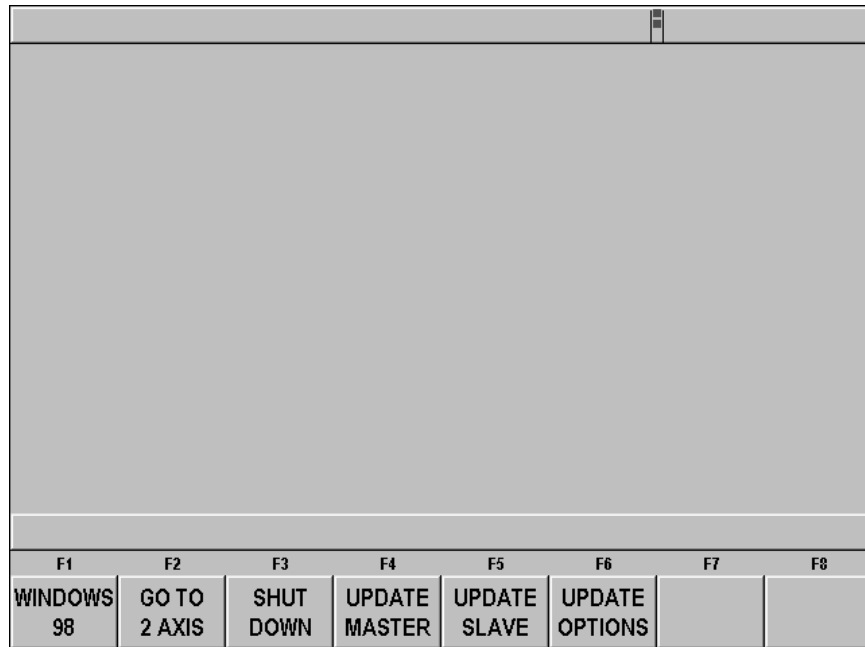 F1 F2 F3 F4 F5 F6 F7 F8
WINDOWS 98
GO TO 2 AXIS
SHUT DOWN
UPDATE MASTER
UPDATE SLAVE
UPDATE OPTIONS